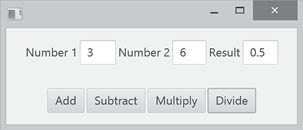 Number 1 3 Number 2 6 Result 0.5
Add Subtract Multiply Divide